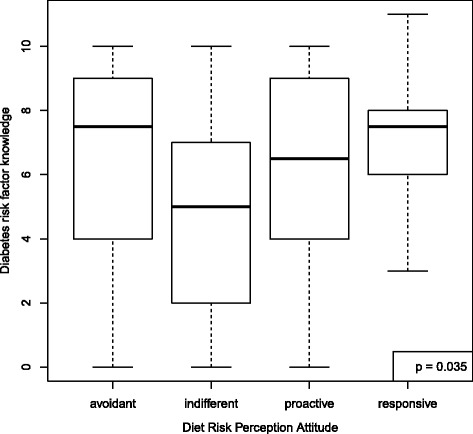 Diabetes risk factor knowledge
10
8
6
4
2
0
p = 0.035
avoidant indifferent proactive responsive
Diet Risk Perception Attitude